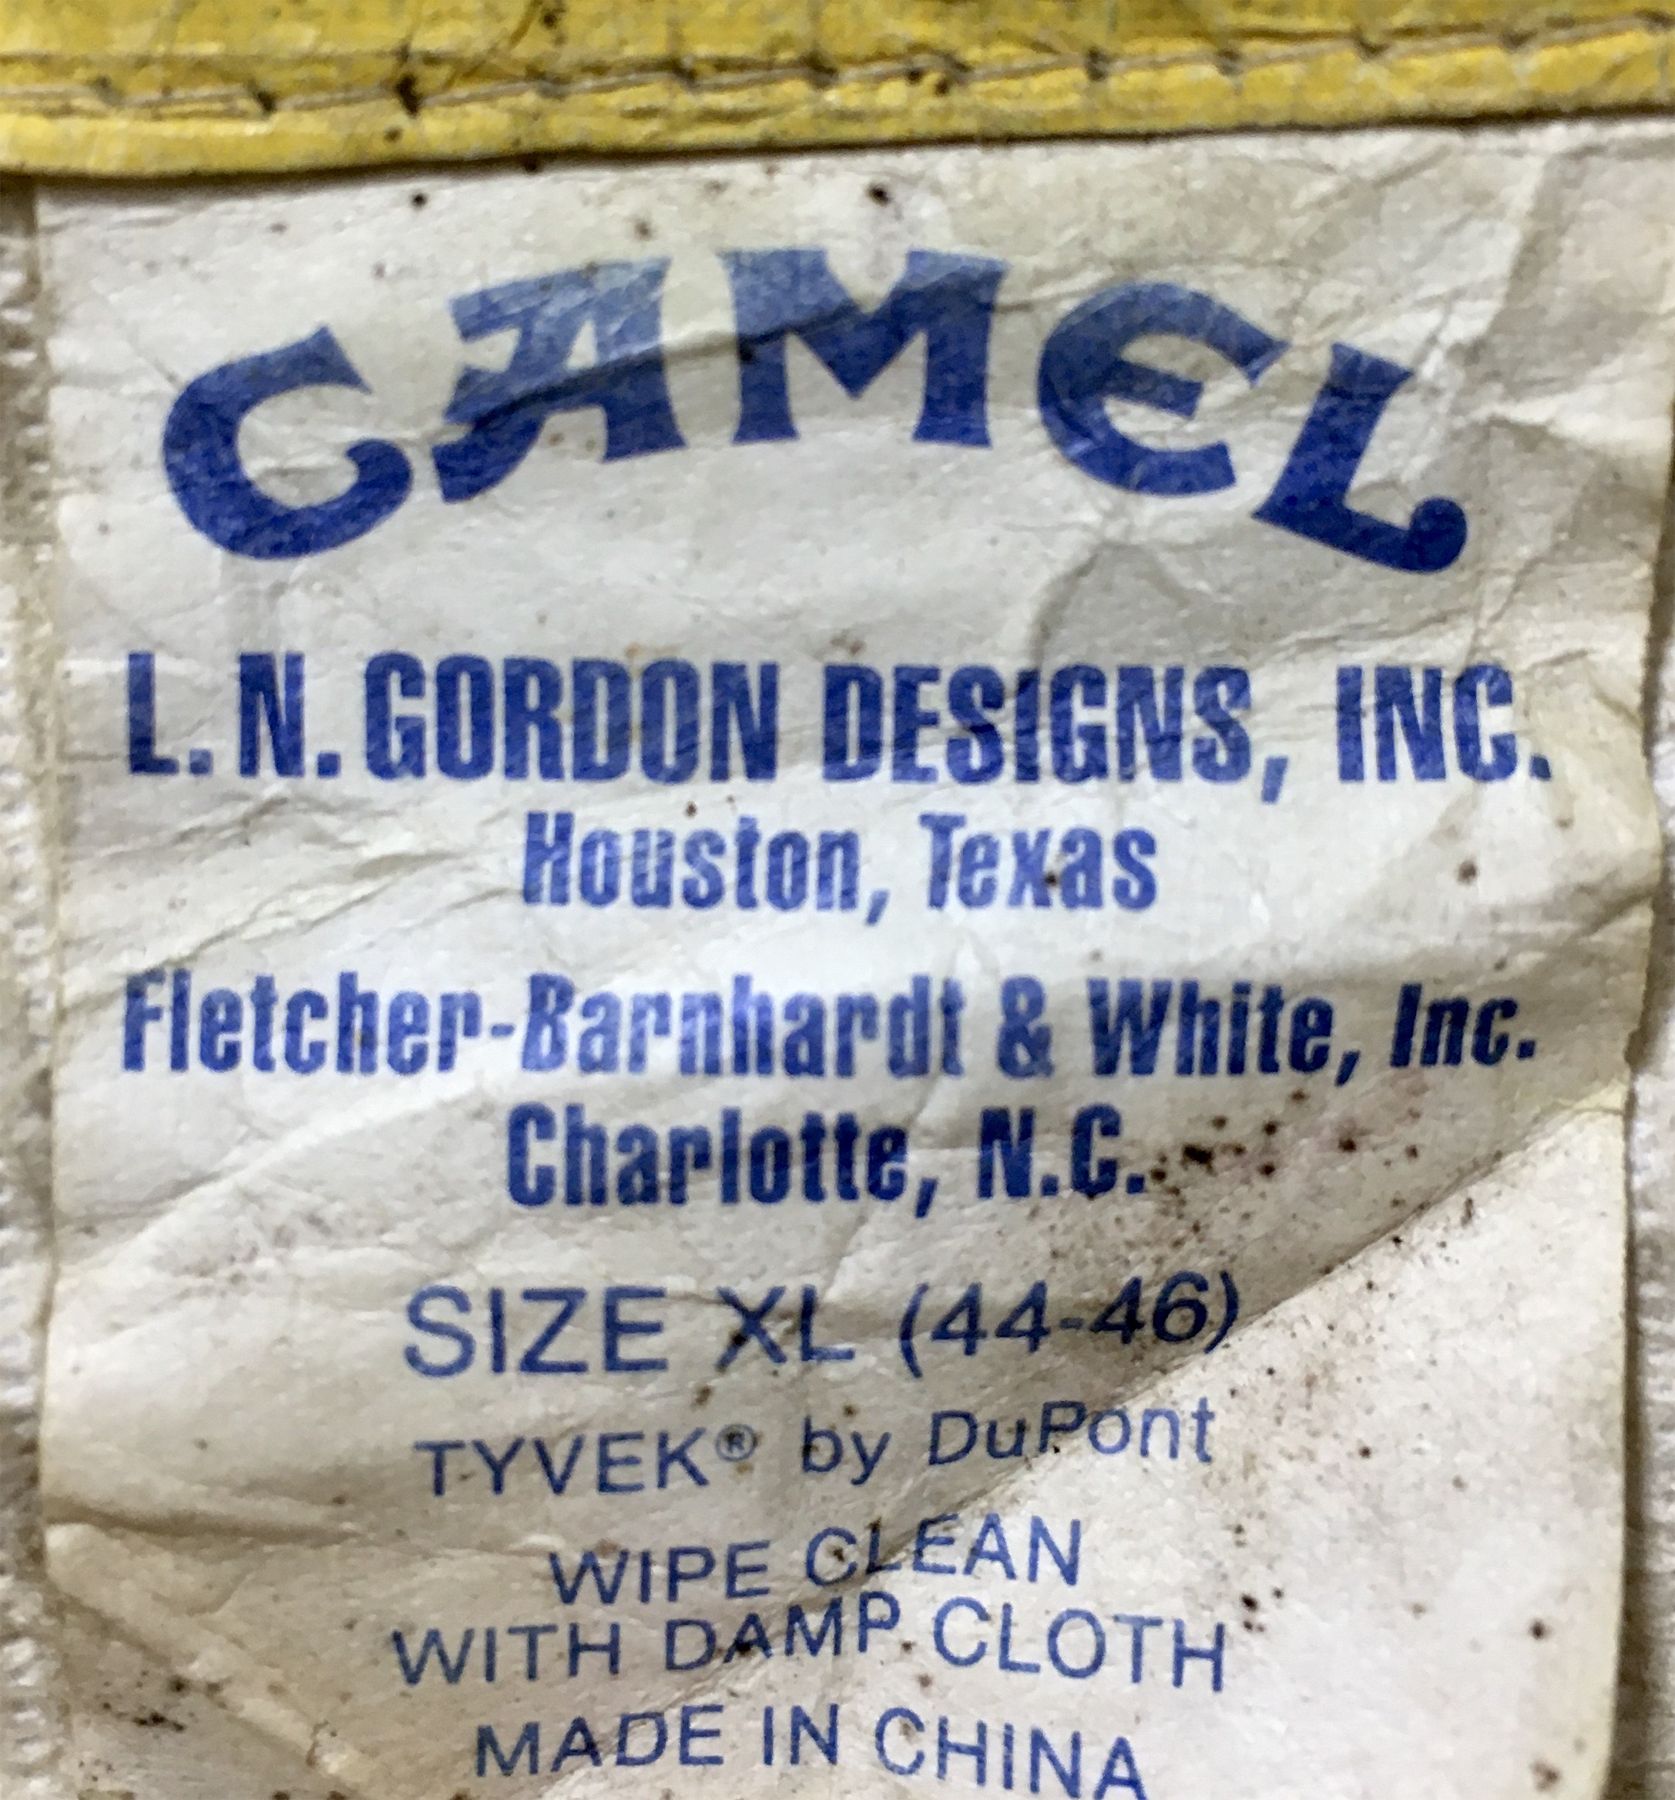 CAMEL
L.N. GORDON DESIGNS, INC.
Houston, Texas
Fletcher-Barnhardt & White, Inc.
Charlotte, N.C.
SIZE XL (44-46)
TYVEK® by DuPont
WIPE CLEAN
WITH DAMP CLOTH
MADE IN CHINA